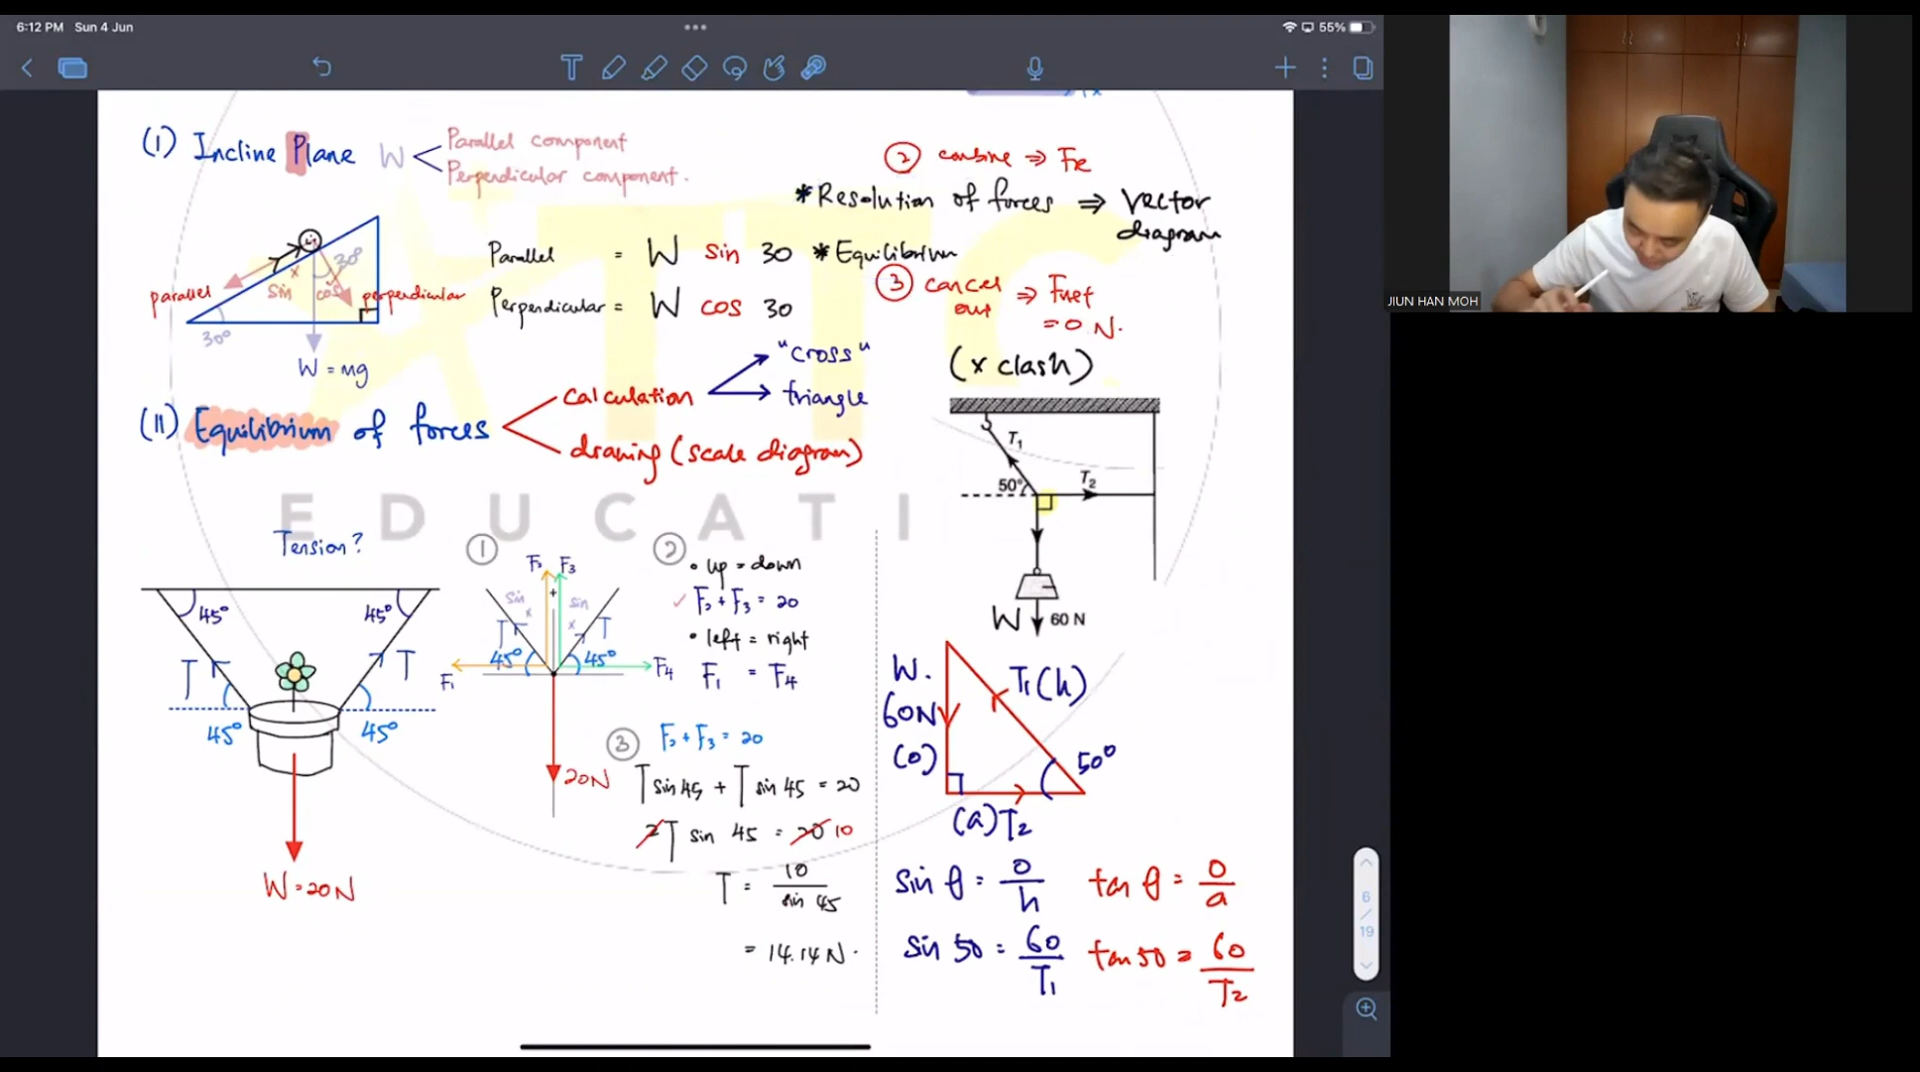 6:12 PM Sun 4 Jun
55%
T
(I) Incline Plane W
Parallel component
Perpendicular component.
② combine ⇒ FR
*Resolution of forces ⇒ vector
diagram
30°
parallel
sin
cos
perpendicular
30°
W = mg
Parallel = W sin 30
Perpendicular = W cos 30
*Equilibrium
③ cancel
out
⇒ Fnet
= 0 N.
(x clash)
(II) Equilibrium of forces
calculation
"cross"
triangle
drawing (scale diagram)
EDUCATI
T1
50°
T2
W 60 N
Tension?
45° 45°
T T
45° 45°
W = 20N
①
F2 F3
+
sin sin
x x
T T
45° 45°
F1 F4
20N
②
• up = down
F2 + F3 = 20
• left = right
F1 = F4
③ F2 + F3 = 20
T sin 45 + T sin 45 = 20
2T sin 45 = 20 10
T = 10 / sin 45
= 14.14 N.
W.
60N
(o)
T1 (h)
50°
(a) T2
sin θ = o / h tan θ = o / a
sin 50 = 60 / T1 tan 50 = 60 / T2
6
/
19
JIUN HAN MOH